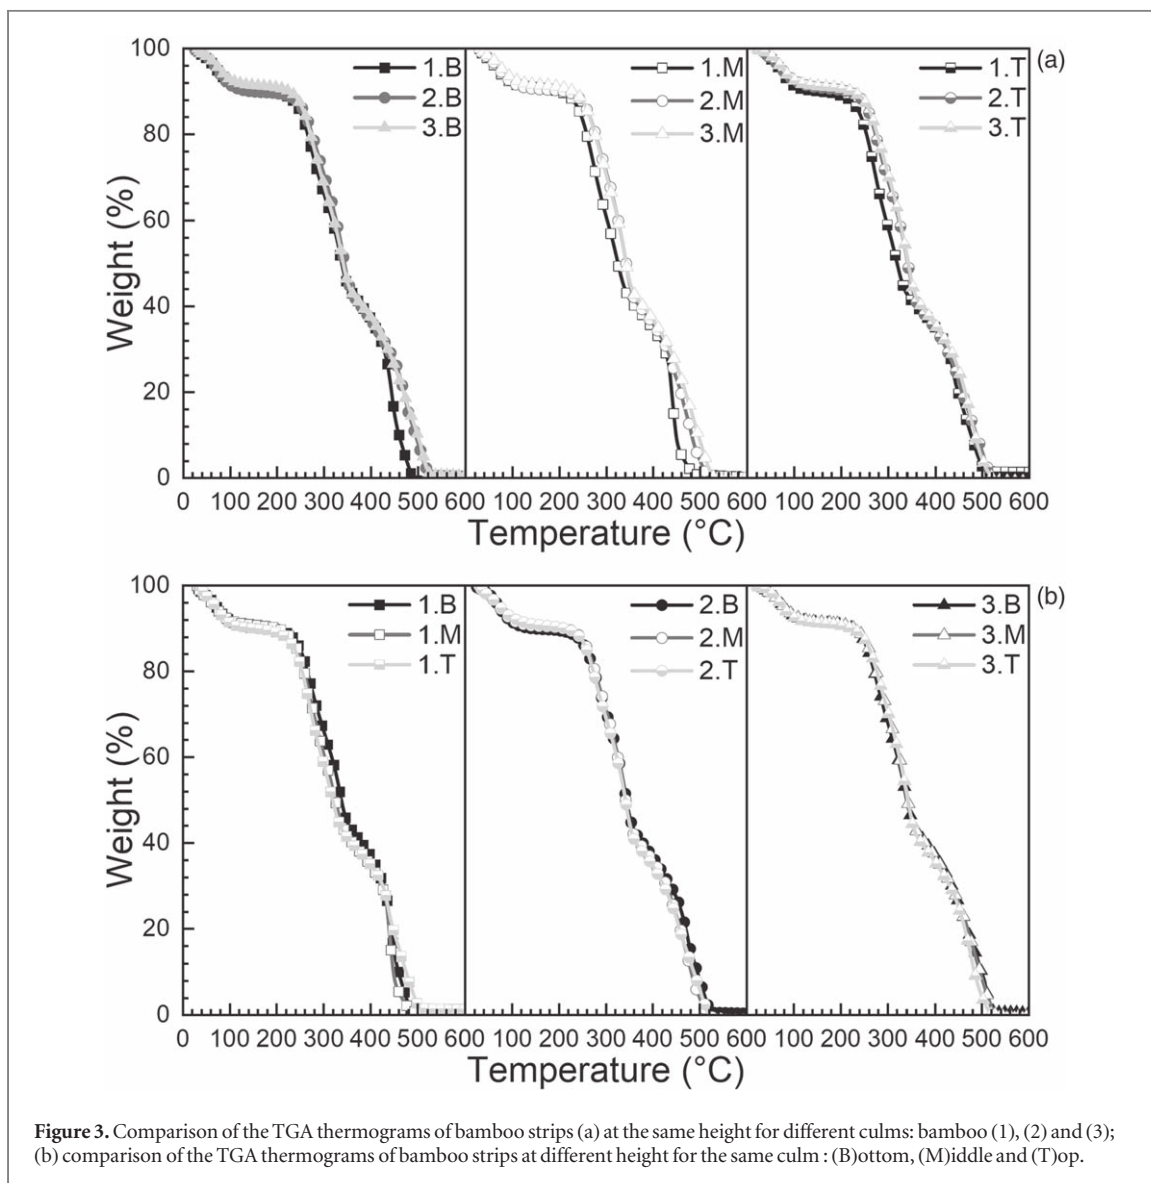 100
80
60
40
20
0
Weight (%)
1.B
2.B
3.B
1.M
2.M
3.M
1.T
2.T
3.T
(a)
0 100 200 300 400 500 600 100 200 300 400 500 600 100 200 300 400 500 600
Temperature (°C)
100
80
60
40
20
0
Weight (%)
1.B
1.M
1.T
2.B
2.M
2.T
3.B
3.M
3.T
(b)
0 100 200 300 400 500 600 100 200 300 400 500 600 100 200 300 400 500 600
Temperature (°C)
Figure 3. Comparison of the TGA thermograms of bamboo strips (a) at the same height for different culms: bamboo (1), (2) and (3);
(b) comparison of the TGA thermograms of bamboo strips at different height for the same culm : (B)ottom, (M)iddle and (T)op.